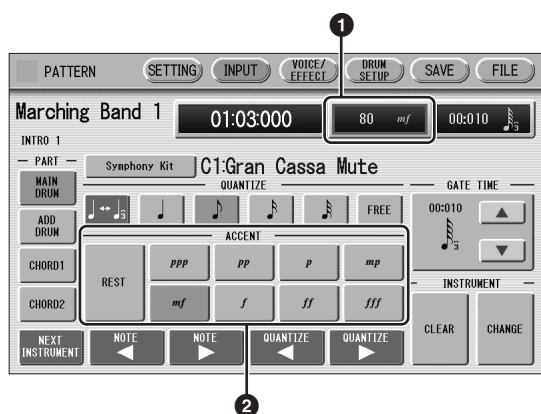 1
PATTERN SETTING INPUT VOICE/EFFECT DRUM SETUP SAVE FILE
Marching Band 1 01:03:000 80 mf 00:010 3
INTRO 1
PART
Symphony Kit C1:Gran Cassa Mute
MAIN DRUM
QUANTIZE
GATE TIME
3 FREE
00:010
3
ADD DRUM
ACCENT
CHORD1
REST ppp pp p mp
INSTRUMENT
CHORD2
mf f ff fff
CLEAR CHANGE
NEXT INSTRUMENT NOTE NOTE QUANTIZE QUANTIZE
2